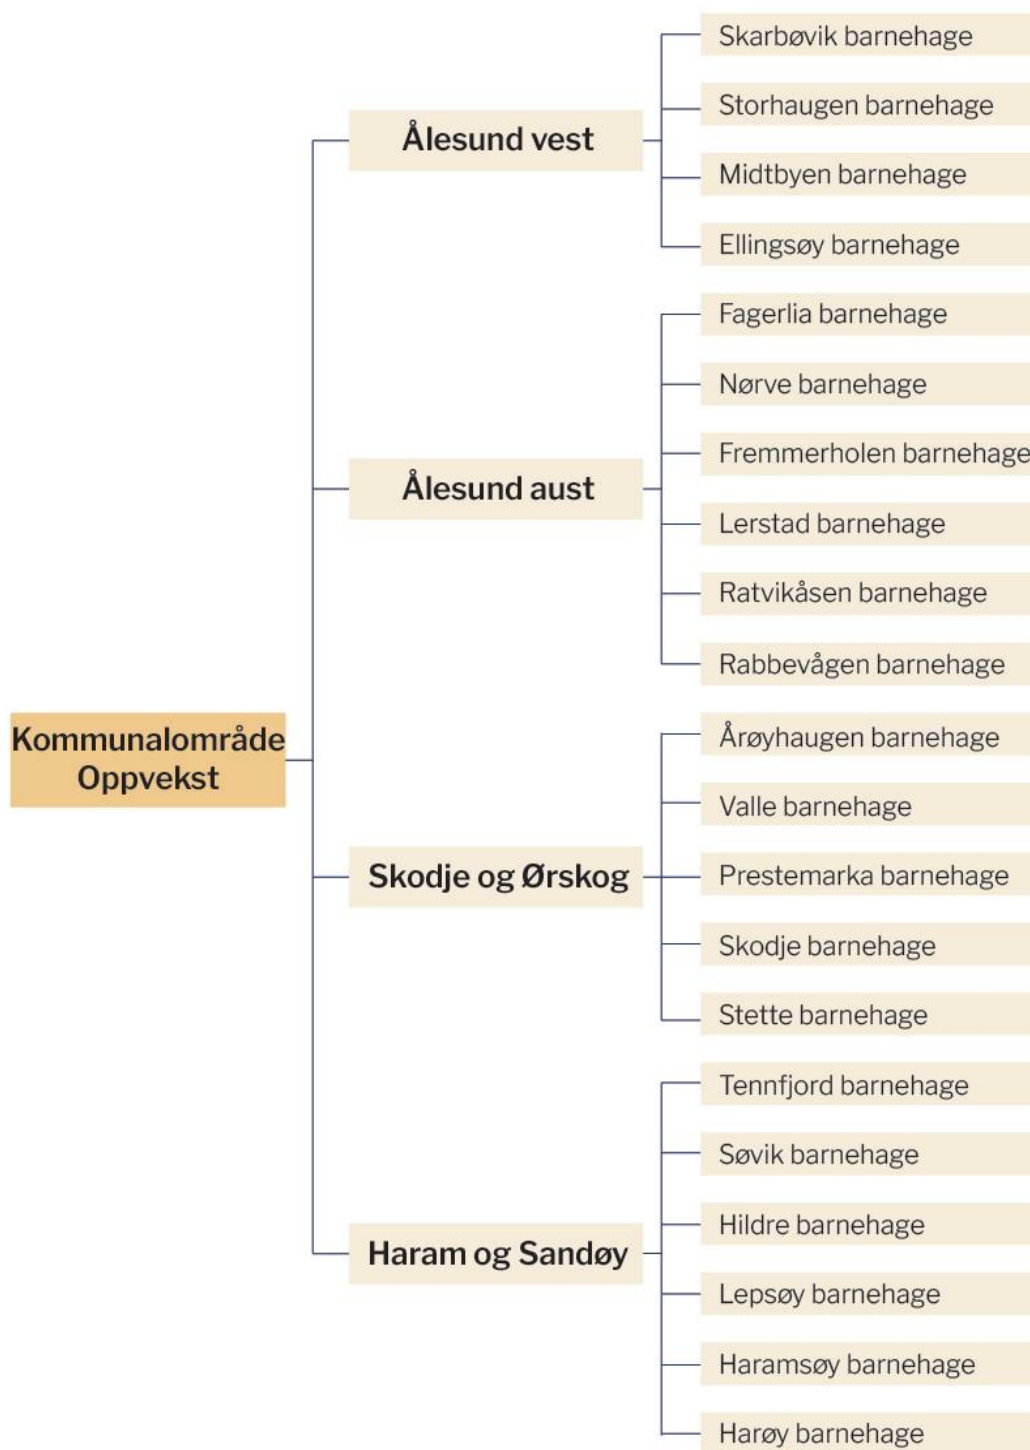 Kommunalområde
Oppvekst
Ålesund vest
Skarbøvik barnehage
Storhaugen barnehage
Midtbyen barnehage
Ellingsøy barnehage
Ålesund aust
Fagerlia barnehage
Nørve barnehage
Fremmerholen barnehage
Lerstad barnehage
Ratvikåsen barnehage
Rabbevågen barnehage
Skodje og Ørskog
Årøyhaugen barnehage
Valle barnehage
Prestemarka barnehage
Skodje barnehage
Stette barnehage
Haram og Sandøy
Tennfjord barnehage
Søvik barnehage
Hildre barnehage
Lepsøy barnehage
Haramsøy barnehage
Harøy barnehage